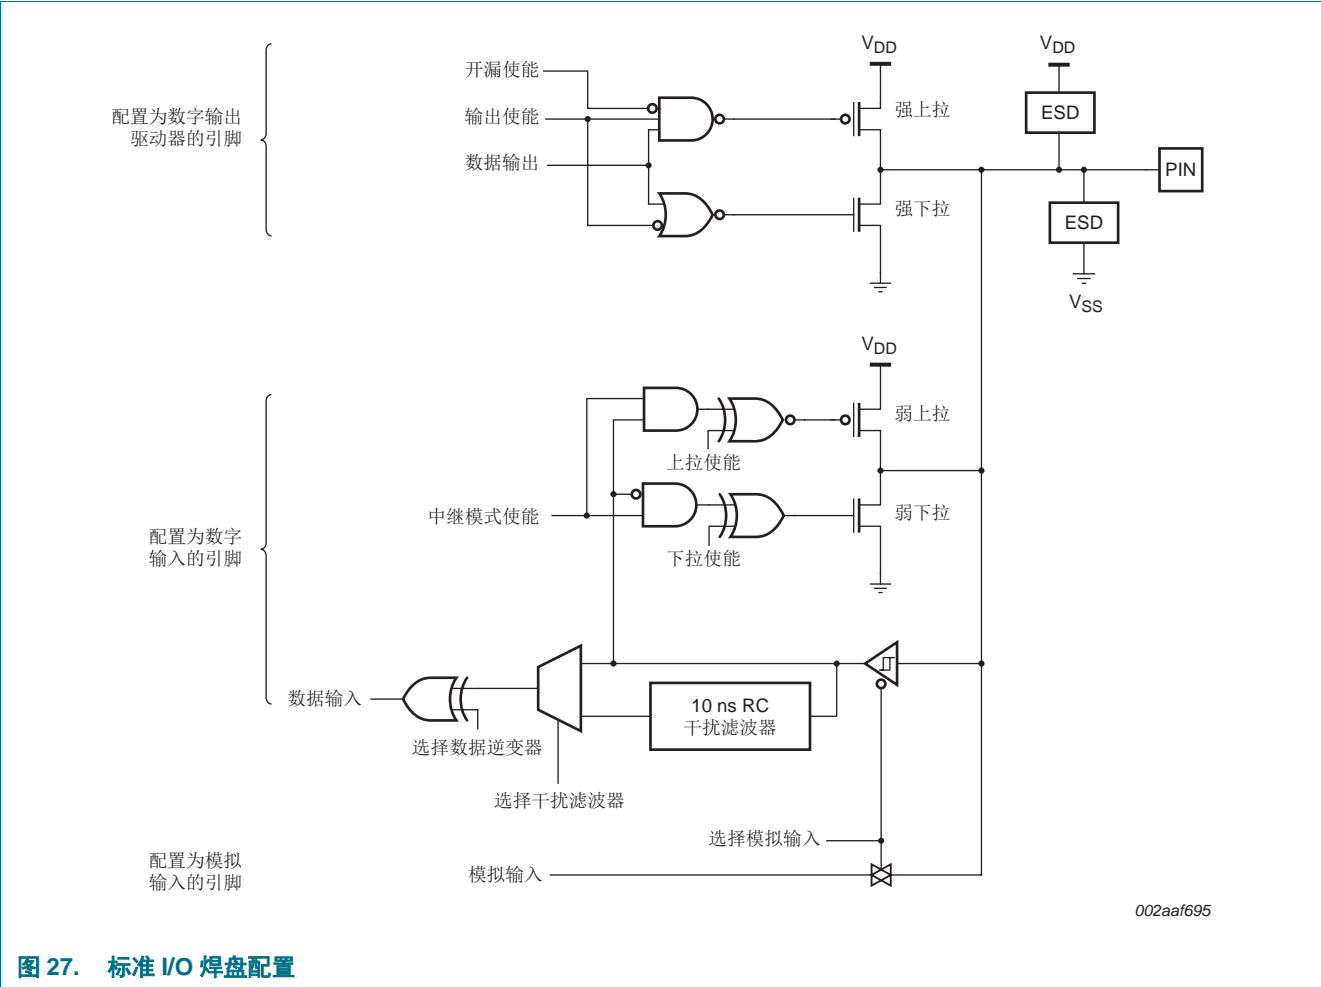 配置为数字输出
驱动器的引脚
开漏使能
输出使能
数据输出
VDD
强上拉
强下拉
VDD
ESD
PIN
ESD
VSS
配置为数字
输入的引脚
VDD
弱上拉
上拉使能
中继模式使能
弱下拉
下拉使能
数据输入
选择数据逆变器
10 ns RC
干扰滤波器
选择干扰滤波器
选择模拟输入
配置为模拟
输入的引脚
模拟输入
002aaf695
图 27. 标准 I/O 焊盘配置